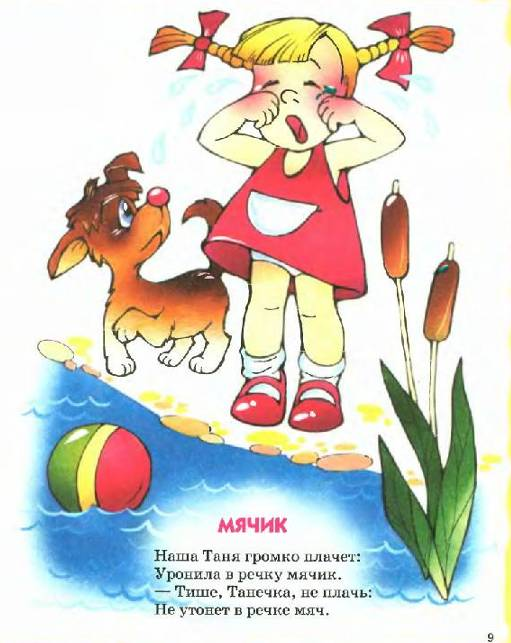 МЯЧИК
Наша Таня громко плачет:
Уронила в речку мячик.
— Тише, Танечка, не плачь:
Не утонет в речке мяч.
9